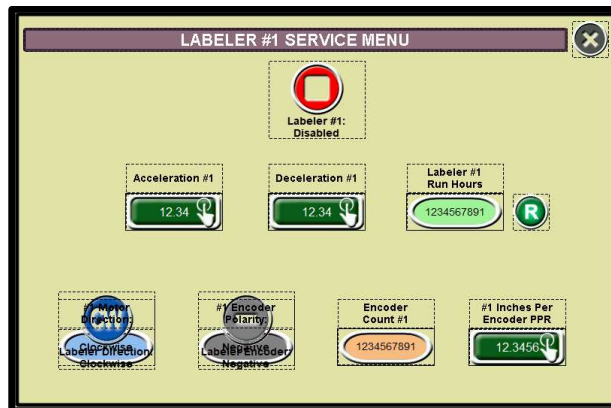 LABELER #1 SERVICE MENU
Labeler #1:
Disabled
Acceleration #1
12.34
Deceleration #1
12.34
Labeler #1
Run Hours
1234567891
R
#1 Motor
Direction:
Clockwise
Labeler Direction:
Clockwise
#1 Encoder
Polarity:
Negative
Labeler Encoder:
Negative
Encoder
Count #1
1234567891
#1 Inches Per
Encoder PPR
12.3456